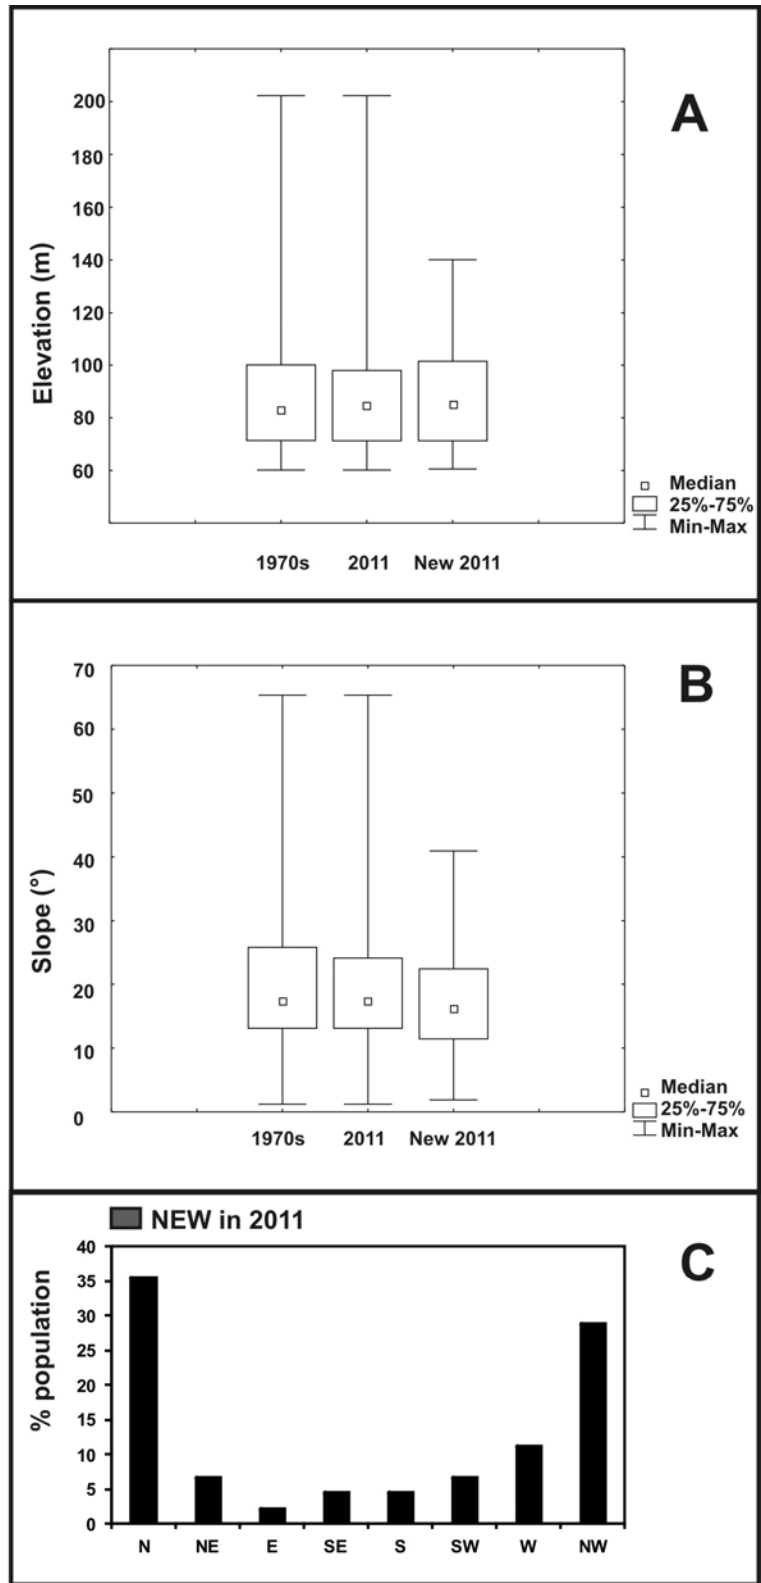 A
200
180
160
140
120
100
80
60
Elevation (m)
Median
25%-75%
Min-Max
1970s 2011 New 2011
B
70
60
50
40
30
20
10
0
Slope (°)
Median
25%-75%
Min-Max
1970s 2011 New 2011
NEW in 2011
C
40
35
30
25
20
15
10
5
0
% population
N NE E SE S SW W NW